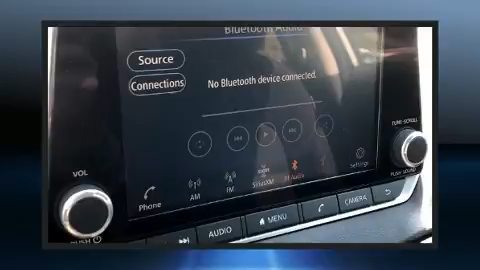 Bluetooth Audio
Source
Connections
No Bluetooth device connected.
TUNE·SCROLL
VOL
PUSH SOUND
Phone
AM
FM
SiriusXM
BT Audio
Settings
PUSH
AUDIO
MENU
CAMERA